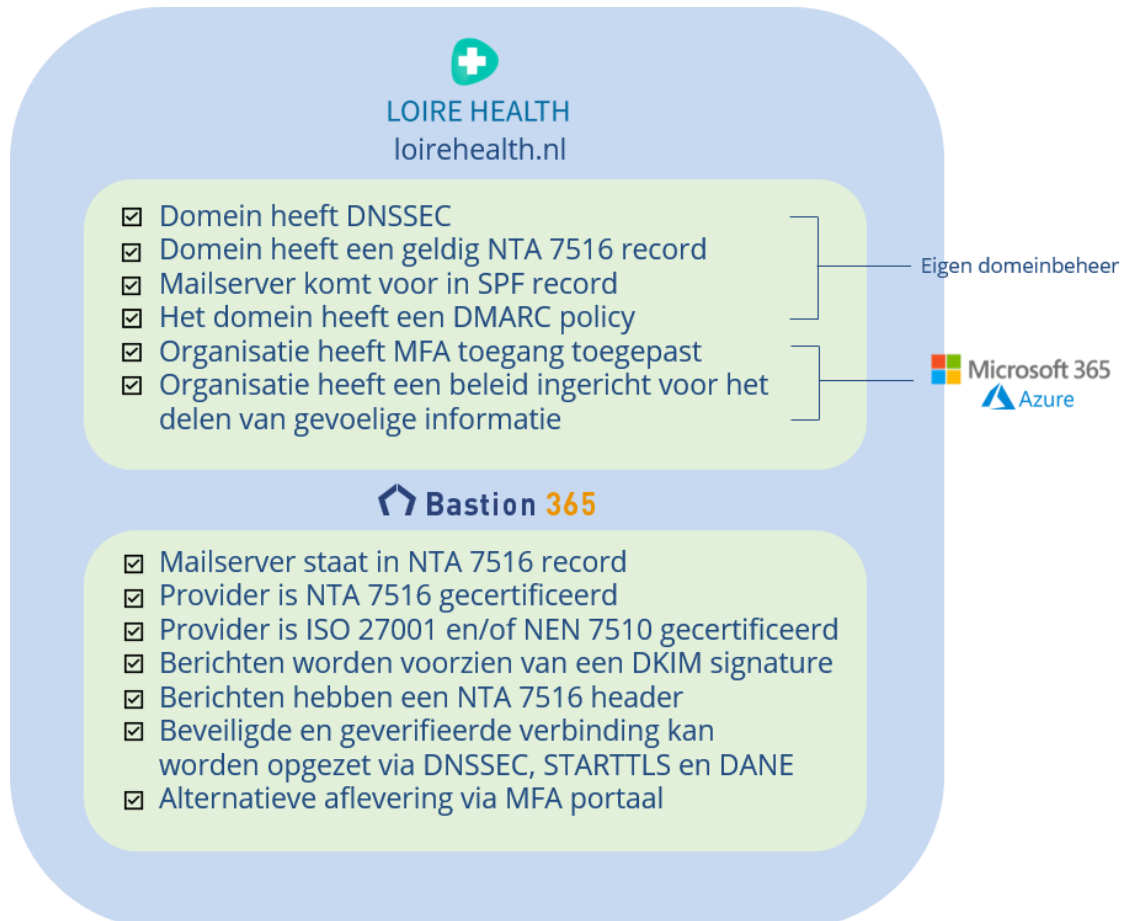 LOIRE HEALTH
loirehealth.nl
Domein heeft DNSSEC
Domein heeft een geldig NTA 7516 record
Mailserver komt voor in SPF record
Het domein heeft een DMARC policy
Eigen domeinbeheer
Organisatie heeft MFA toegang toegepast
Organisatie heeft een beleid ingericht voor het
delen van gevoelige informatie
Microsoft 365
Azure
Bastion 365
Mailserver staat in NTA 7516 record
Provider is NTA 7516 gecertificeerd
Provider is ISO 27001 en/of NEN 7510 gecertificeerd
Berichten worden voorzien van een DKIM signature
Berichten hebben een NTA 7516 header
Beveiligde en geverifieerde verbinding kan
worden opgezet via DNSSEC, STARTTLS en DANE
Alternatieve aflevering via MFA portaal